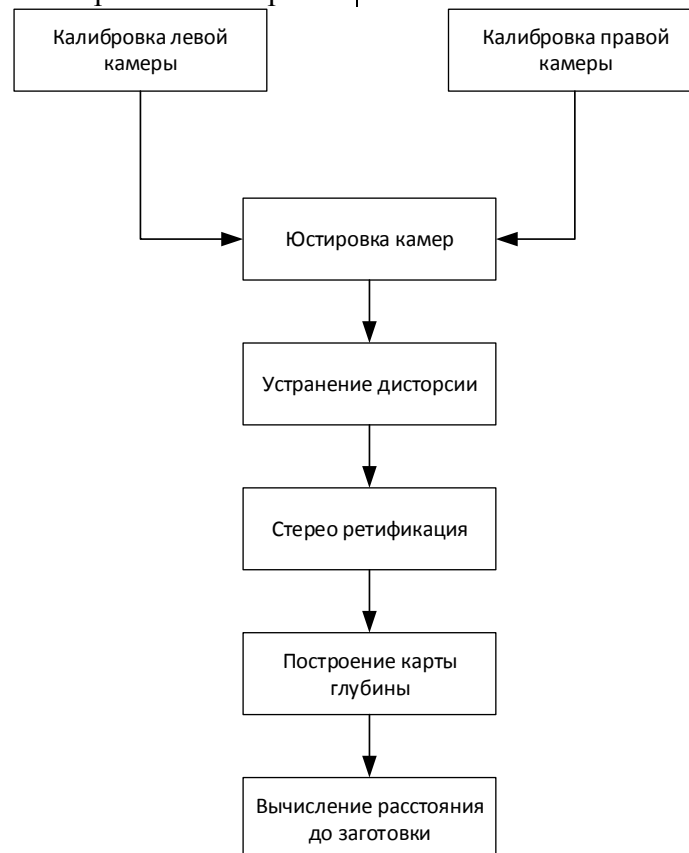 Калибровка левой
камеры
Калибровка правой
камеры
Юстировка камер
Устранение дисторсии
Стерео ретификация
Построение карты
глубины
Вычисление расстояния
до заготовки